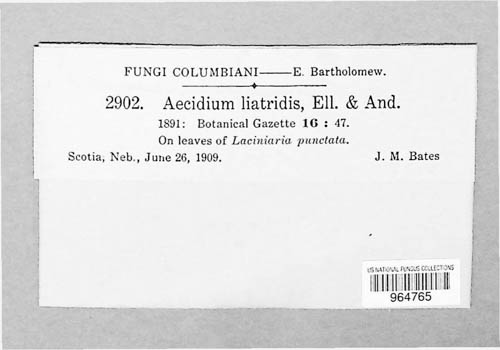 FUNGI COLUMBIANI——E. Bartholomew.
2902. Aecidium liatridis, Ell. & And.
1891: Botanical Gazette 16 : 47.
On leaves of Laciniaria punctata.
Scotia, Neb., June 26, 1909. J. M. Bates
US NATIONAL FUNGUS COLLECTIONS
964765